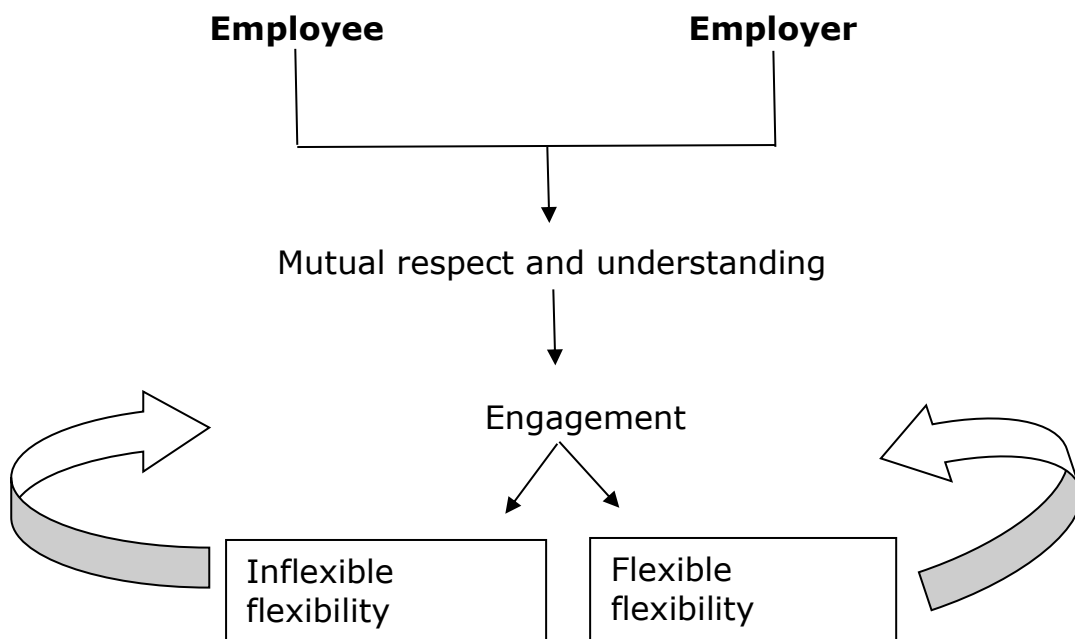 Employee Employer
Mutual respect and understanding
Engagement
Inflexible
flexibility
Flexible
flexibility